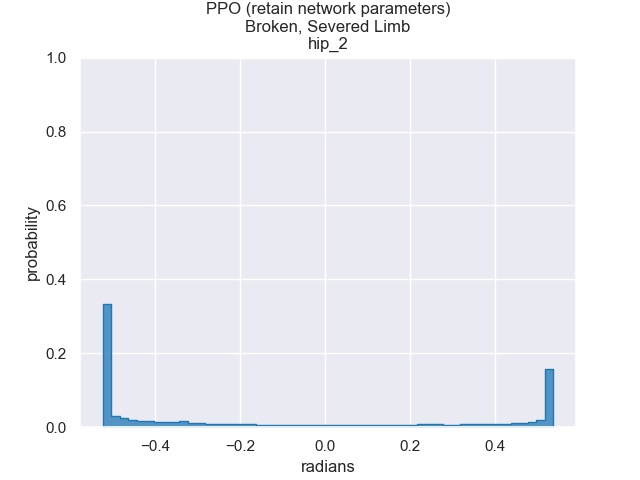 PPO (retain network parameters)
Broken, Severed Limb
hip_2
1.0
0.8
0.6
0.4
0.2
0.0
probability
−0.4 −0.2 0.0 0.2 0.4
radians